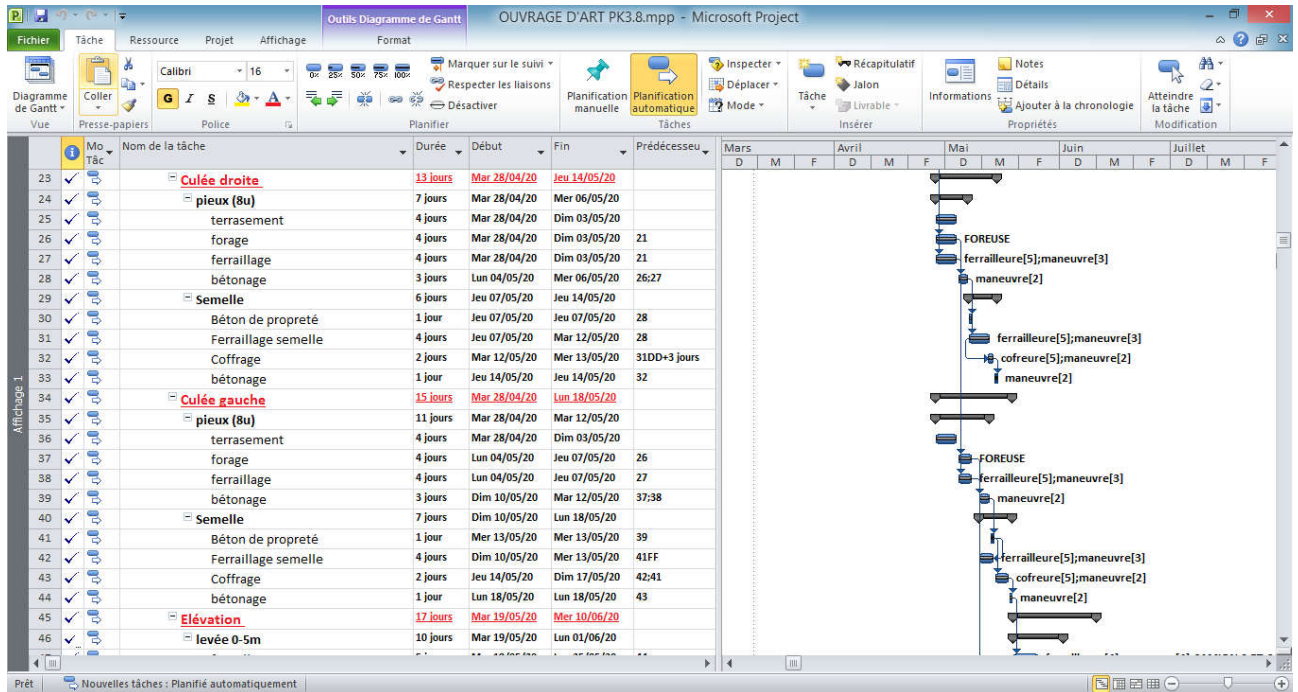 Outils Diagramme de Gantt OUVRAGE D'ART PK3.8.mpp - Microsoft Project
Fichier Tâche Ressource Projet Affichage Format
Diagramme de Gantt
Vue
Coller
Presse-papiers
Calibri 16
G I S A
Police
0% 25% 50% 75% 100%
Marquer sur le suivi
Respecter les liaisons
Désactiver
Planifier
Planification manuelle
Planification automatique
Inspecter
Déplacer
Mode
Tâches
Tâche
Récapitulatif
Jalon
Livrable
Insérer
Informations
Notes
Détails
Ajouter à la chronologie
Propriétés
Atteindre la tâche
Modification
Mo Tâc Nom de la tâche Durée Début Fin Prédécesseu
Mars Avril Mai Juin Juillet
D M F D M F D M F D M F D M F
23 Culée droite 13 jours Mar 28/04/20 Jeu 14/05/20
24 pieux (8u) 7 jours Mar 28/04/20 Mer 06/05/20
25 terrasement 4 jours Mar 28/04/20 Dim 03/05/20
26 forage 4 jours Mar 28/04/20 Dim 03/05/20 21 FOREUSE
27 ferraillage 4 jours Mar 28/04/20 Dim 03/05/20 21 ferrailleure[5];maneuvre[3]
28 bétonage 3 jours Lun 04/05/20 Mer 06/05/20 26;27 maneuvre[2]
29 Semelle 6 jours Jeu 07/05/20 Jeu 14/05/20
30 Béton de propreté 1 jour Jeu 07/05/20 Jeu 07/05/20 28
31 Ferraillage semelle 4 jours Jeu 07/05/20 Mar 12/05/20 28 ferrailleure[5];maneuvre[3]
32 Coffrage 2 jours Mar 12/05/20 Mer 13/05/20 31DD+3 jours cofreure[5];maneuvre[2]
33 bétonage 1 jour Jeu 14/05/20 Jeu 14/05/20 32 maneuvre[2]
34 Culée gauche 15 jours Mar 28/04/20 Lun 18/05/20
35 pieux (8u) 11 jours Mar 28/04/20 Mar 12/05/20
36 terrasement 4 jours Mar 28/04/20 Dim 03/05/20
37 forage 4 jours Lun 04/05/20 Jeu 07/05/20 26 FOREUSE
38 ferraillage 4 jours Lun 04/05/20 Jeu 07/05/20 27 ferrailleure[5];maneuvre[3]
39 bétonage 3 jours Dim 10/05/20 Mar 12/05/20 37;38 maneuvre[2]
40 Semelle 7 jours Dim 10/05/20 Lun 18/05/20
41 Béton de propreté 1 jour Mer 13/05/20 Mer 13/05/20 39
42 Ferraillage semelle 4 jours Dim 10/05/20 Mer 13/05/20 41FF ferrailleure[5];maneuvre[3]
43 Coffrage 2 jours Jeu 14/05/20 Dim 17/05/20 42;41 cofreure[5];maneuvre[2]
44 bétonage 1 jour Lun 18/05/20 Lun 18/05/20 43 maneuvre[2]
45 Elévation 17 jours Mar 19/05/20 Mer 10/06/20
46 levée 0-5m 10 jours Mar 19/05/20 Lun 01/06/20
Affichage 1
Prêt Nouvelles tâches : Planifié automatiquement